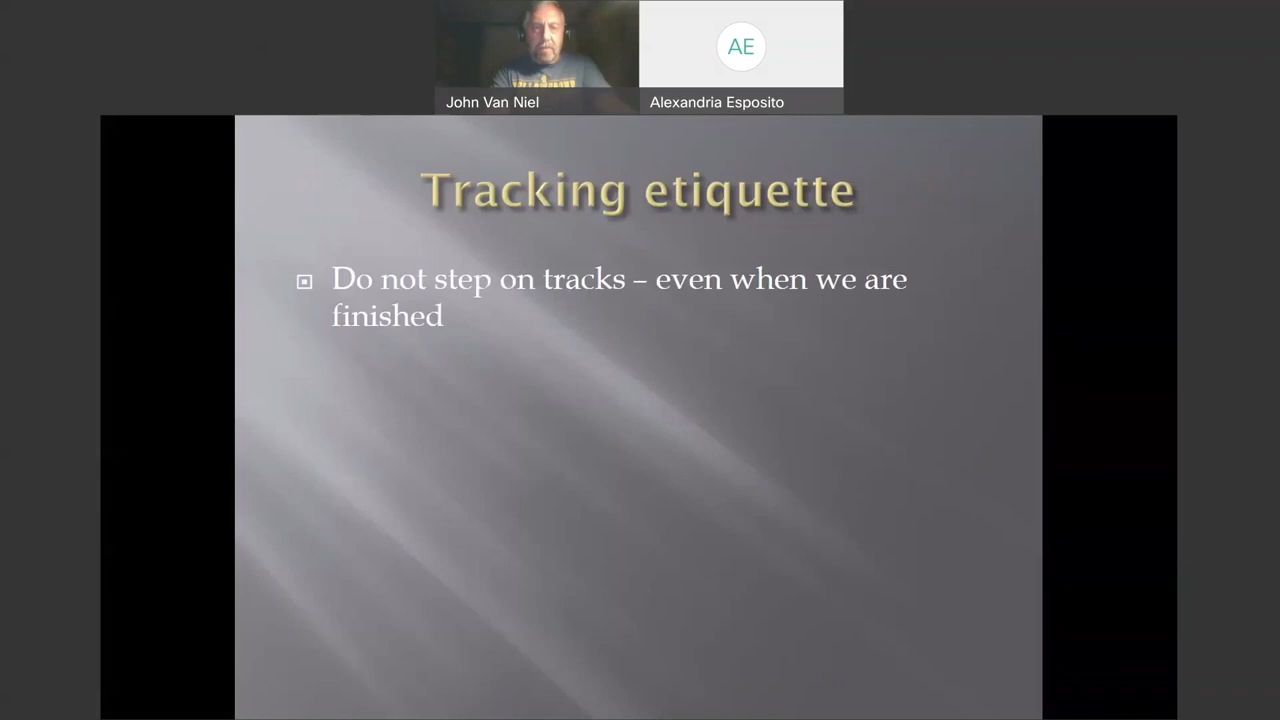 AE
John Van Niel
Alexandria Esposito
Tracking etiquette
Do not step on tracks – even when we are
finished